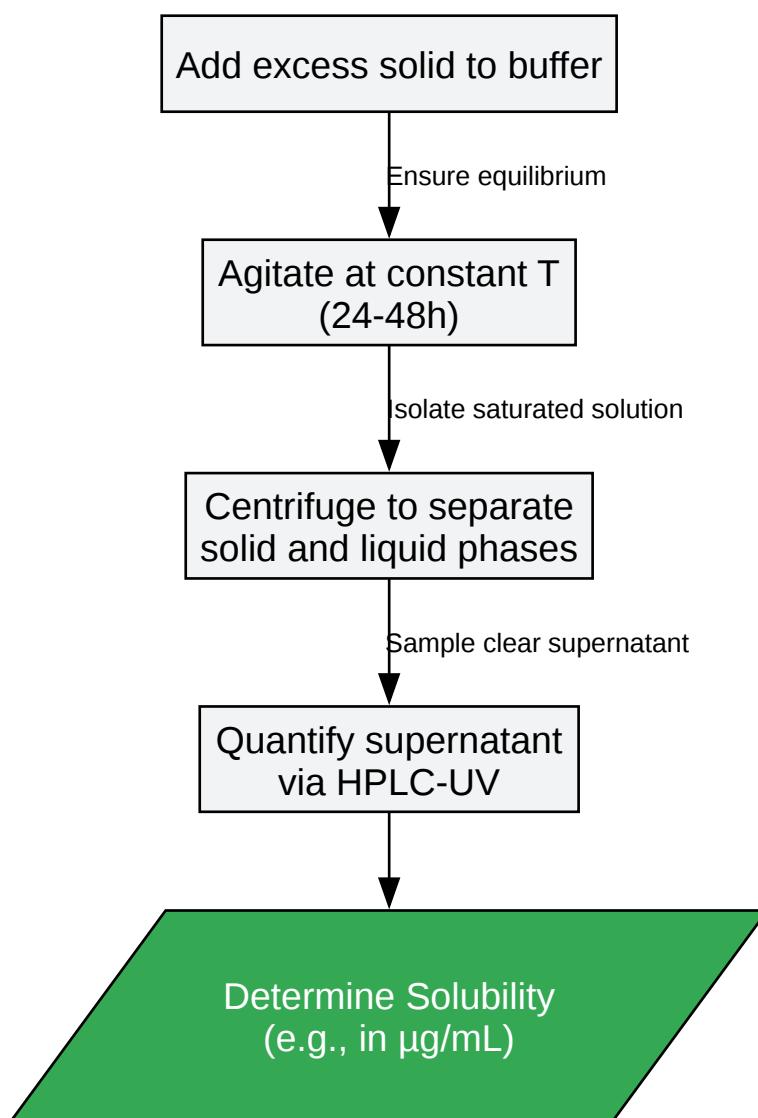 Add excess solid to buffer
Ensure equilibrium
Agitate at constant T
(24-48h)
Isolate saturated solution
Centrifuge to separate
solid and liquid phases
Sample clear supernatant
Quantify supernatant
via HPLC-UV
Determine Solubility
(e.g., in µg/mL)